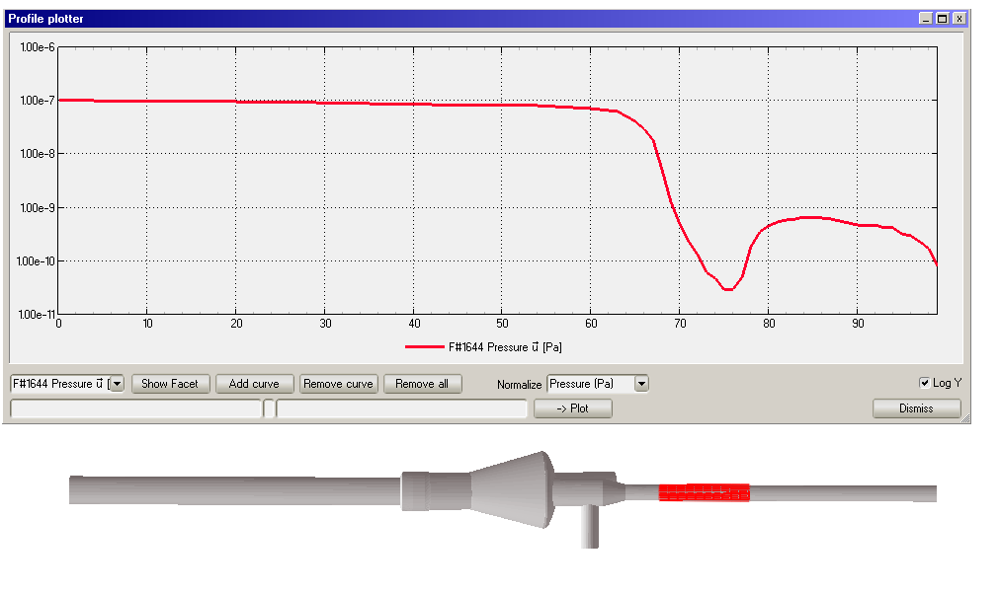 Profile plotter
1.00e-6
1.00e-7
1.00e-8
1.00e-9
1.00e-10
1.00e-11
0 10 20 30 40 50 60 70 80 90
F#1644 Pressure u⃗ [Pa]
F#1644 Pressure u⃗ [ Show Facet Add curve Remove curve Remove all Normalize Pressure (Pa) Log Y
-> Plot Dismiss